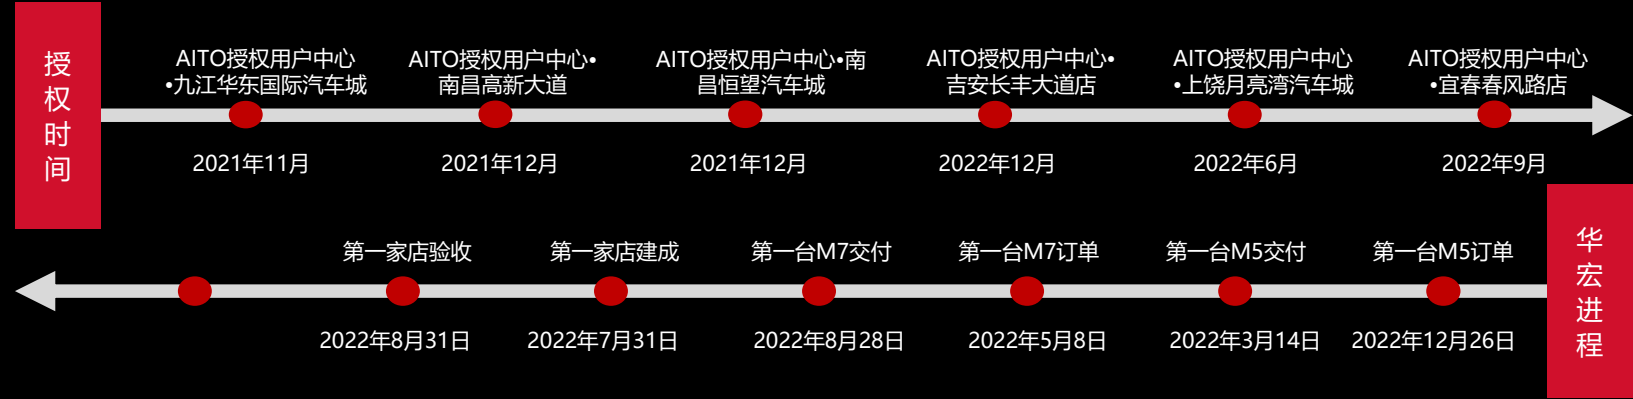 授
权
时
间
AITO授权用户中心
•九江华东国际汽车城
2021年11月
AITO授权用户中心•
南昌高新大道
2021年12月
AITO授权用户中心•南
昌恒望汽车城
2021年12月
AITO授权用户中心•
吉安长丰大道店
2022年12月
AITO授权用户中心
•上饶月亮湾汽车城
2022年6月
AITO授权用户中心
•宜春春风路店
2022年9月
华
宏
进
程
第一家店验收
2022年8月31日
第一家店建成
2022年7月31日
第一台M7交付
2022年8月28日
第一台M7订单
2022年5月8日
第一台M5交付
2022年3月14日
第一台M5订单
2022年12月26日